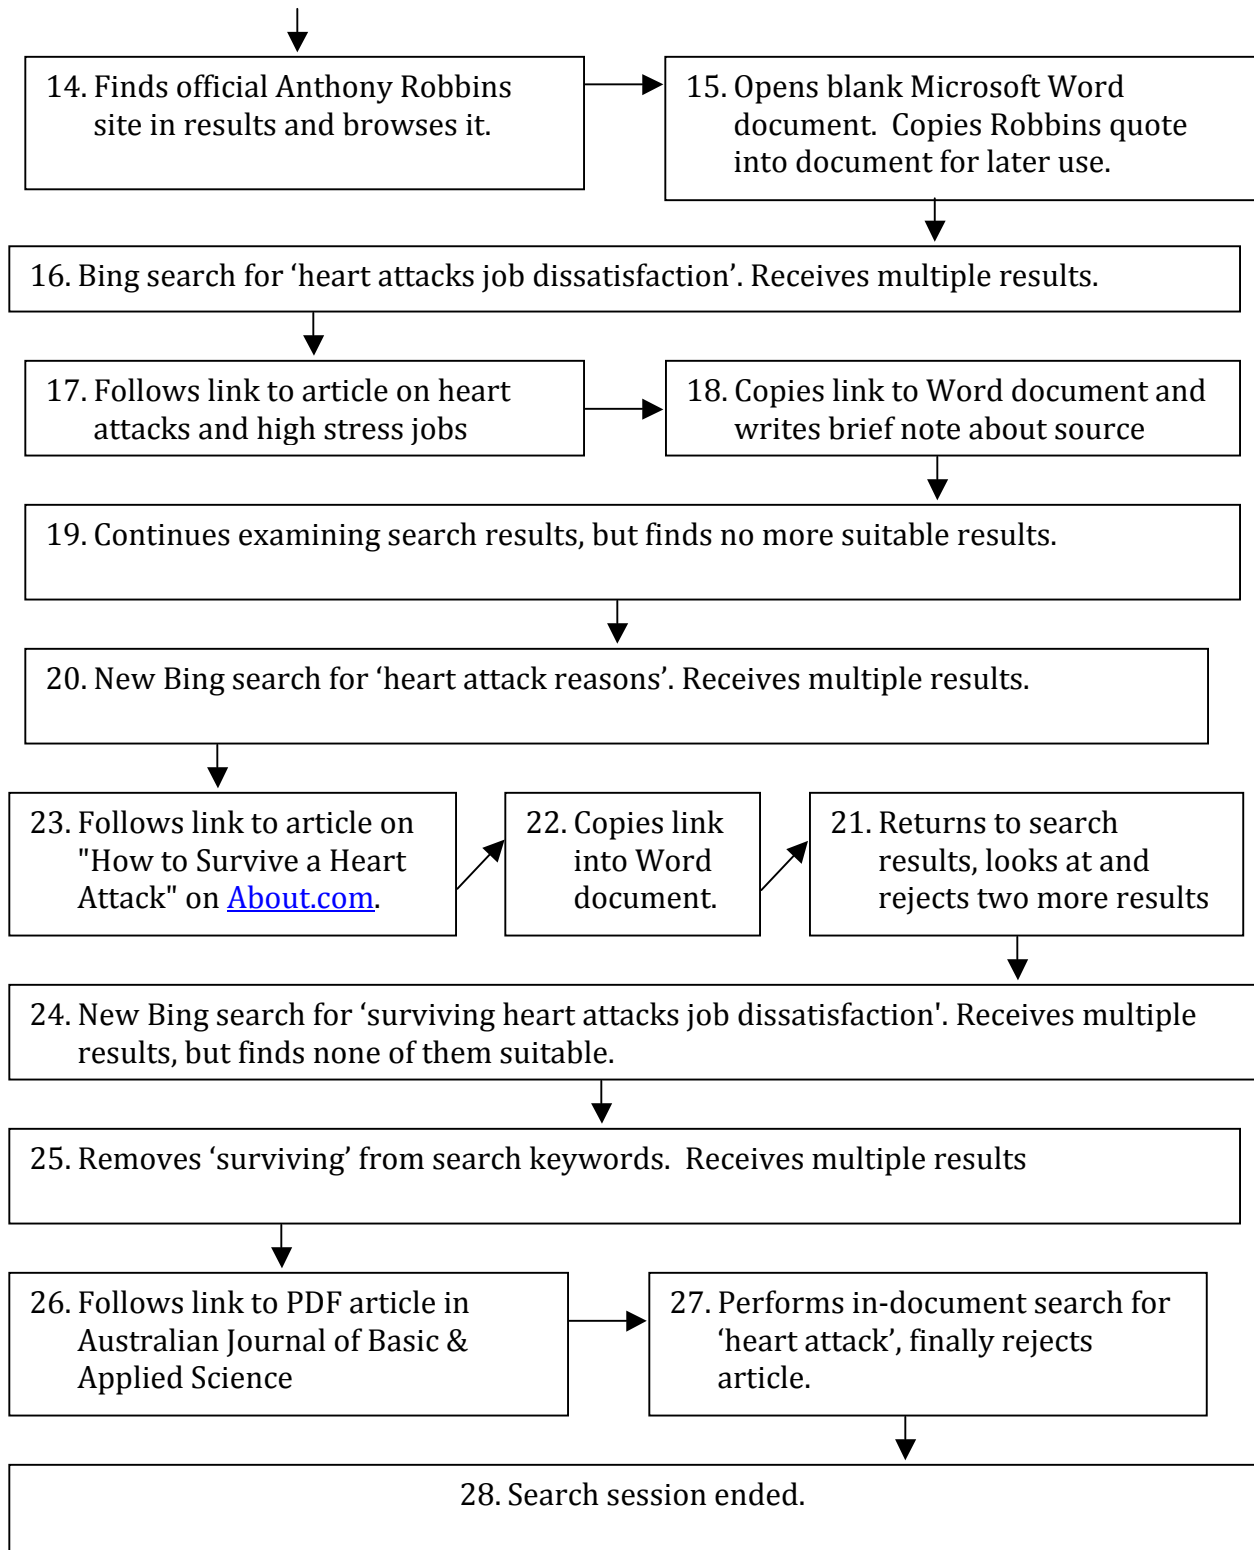 14. Finds official Anthony Robbins
site in results and browses it.
15. Opens blank Microsoft Word
document.  Copies Robbins quote
into document for later use.
16. Bing search for ‘heart attacks job dissatisfaction’. Receives multiple results.
17. Follows link to article on heart
attacks and high stress jobs
18. Copies link to Word document and
writes brief note about source
19. Continues examining search results, but finds no more suitable results.
20. New Bing search for ‘heart attack reasons’. Receives multiple results.
23. Follows link to article on
"How to Survive a Heart
Attack" on About.com.
22. Copies link
into Word
document.
21. Returns to search
results, looks at and
rejects two more results
24. New Bing search for ‘surviving heart attacks job dissatisfaction'. Receives multiple
results, but finds none of them suitable.
25. Removes ‘surviving’ from search keywords.  Receives multiple results
26. Follows link to PDF article in
Australian Journal of Basic &
Applied Science
27. Performs in-document search for
‘heart attack’, finally rejects
article.
28. Search session ended.